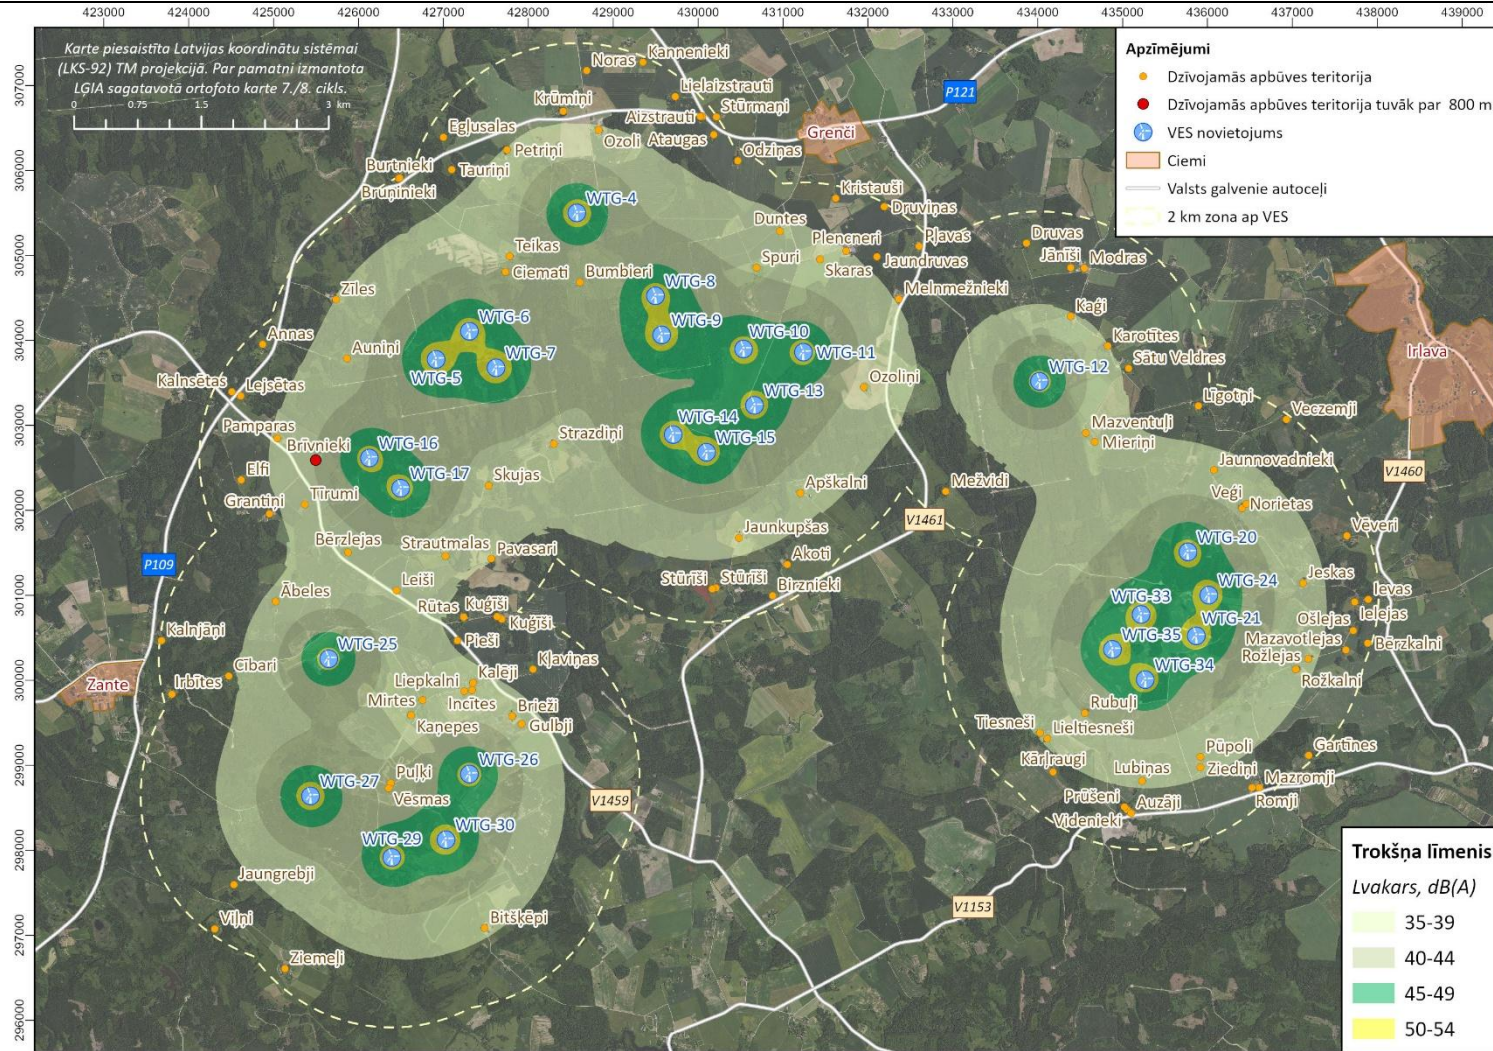 423000 424000 425000 426000 427000 428000 429000 430000 431000 432000 433000 434000 435000 436000 437000 438000 439000
307000
306000
305000
304000
303000
302000
301000
300000
299000
298000
297000
296000
Karte piesaistīta Latvijas koordinātu sistēmai
(LKS-92) TM projekcijā. Par pamatni izmantota
LGIA sagatavotā ortofoto karte 7./8. cikls.
0 0.75 1.5 3 km
Apzīmējumi
Dzīvojamās apbūves teritorija
Dzīvojamās apbūves teritorija tuvāk par 800 m
VES novietojums
Ciemi
Valsts galvenie autoceļi
2 km zona ap VES
Kannenieki
Noras
Lielaizstrauti
Krūmiņi
Stūrmaņi
Aizstrauti
P121
Grenči
Egļusalas
Ozoli
Ataugas
Odziņas
Petriņi
Burtnieki
Tauriņi
Bruņinieki
Kristauši
WTG-4
Druviņas
Duntes
Plencneri
Pļavas
Druvas
Teikas
Spuri
Skaras
Jaundruvas
Jānīši
Modras
Ciemati
Bumbieri
WTG-8
Zīles
Melnmežnieki
Kaģi
WTG-6
WTG-9
WTG-10
Annas
Karotītes
Auniņi
WTG-7
WTG-11
WTG-12
Sātu Veldres
Irlava
WTG-5
Kalnsētas
Lejsētas
Ozoliņi
WTG-13
Līgotņi
Veczemji
Pamparas
WTG-14
Mazventuļi
Brīvnieki
WTG-16
Strazdiņi
WTG-15
Mieriņi
Elfi
WTG-17
Skujas
Jaunnovadnieki
V1460
Grantiņi
Tīrumi
Apškalni
Mežvidi
Veģi
Norietas
V1461
Vēveri
Bērzlejas
Strautmalas
Pavasari
Jaunkupšas
WTG-20
P109
Akoti
Ābeles
Leiši
Stūrīši
Stūrīši
Birznieki
WTG-24
Jeskas
Ievas
Rūtas
Kuģīši
Kuģīši
WTG-33
WTG-21
Ošlejas
Ielejas
Kalnjāņi
Pieši
WTG-35
Mazavotlejas
Bērzkalni
WTG-25
Kļaviņas
Rožlejas
Cībari
Kalēji
WTG-34
Rožkalni
Zante
Irbītes
Liepkalni
Mirtes
Incītes
Brieži
Rubuļi
Kaņepes
Gulbji
Tiesneši
Lieltiesneši
WTG-26
Pūpoli
Gartīnes
WTG-27
Puļķi
Kārļraugi
Lubiņas
Ziediņi
Mazromji
Vēsmas
V1459
Prūšeni
Auzāji
Romji
WTG-30
Videnieki
WTG-29
Jaungrebji
V1153
Viļņi
Bitšķēpi
Ziemeļi
Trokšņa līmenis
Lvakars, dB(A)
35-39
40-44
45-49
50-54